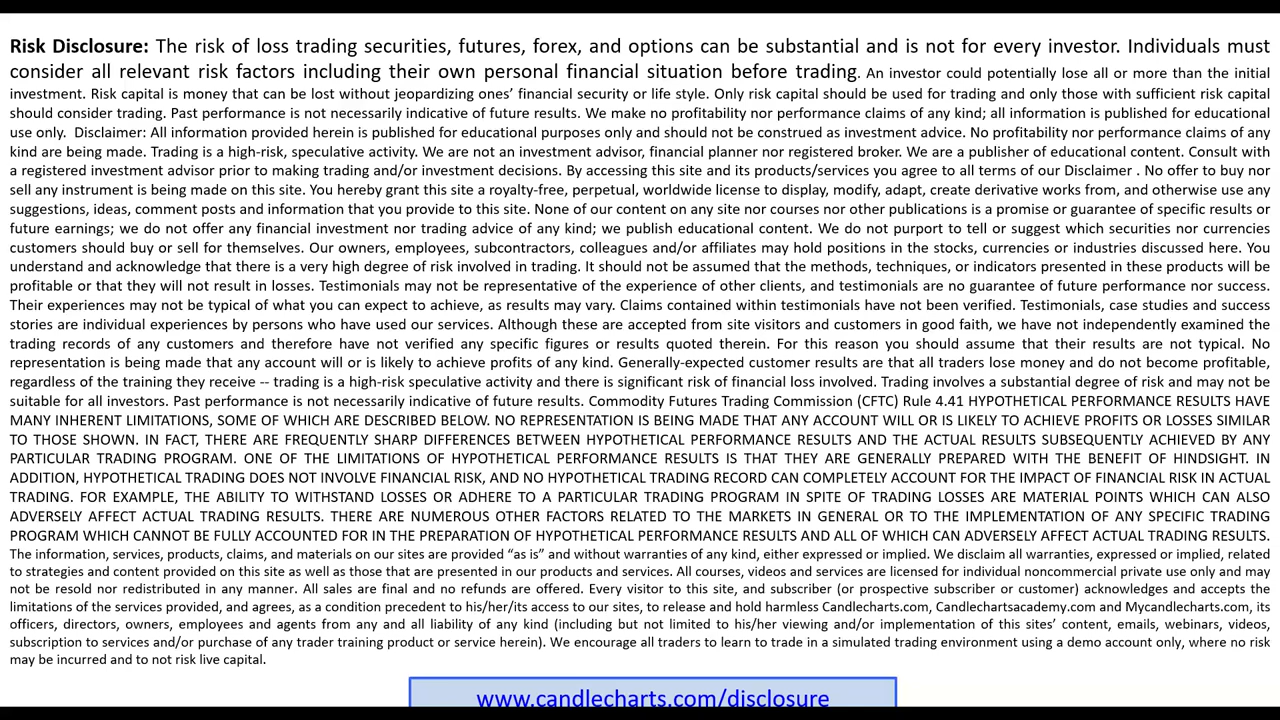 Risk Disclosure: The risk of loss trading securities, futures, forex, and options can be substantial and is not for every investor. Individuals must
consider all relevant risk factors including their own personal financial situation before trading. An investor could potentially lose all or more than the initial
investment. Risk capital is money that can be lost without jeopardizing ones’ financial security or life style. Only risk capital should be used for trading and only those with sufficient risk capital
should consider trading. Past performance is not necessarily indicative of future results. We make no profitability nor performance claims of any kind; all information is published for educational
use only.  Disclaimer: All information provided herein is published for educational purposes only and should not be construed as investment advice. No profitability nor performance claims of any
kind are being made. Trading is a high-risk, speculative activity. We are not an investment advisor, financial planner nor registered broker. We are a publisher of educational content. Consult with
a registered investment advisor prior to making trading and/or investment decisions. By accessing this site and its products/services you agree to all terms of our Disclaimer . No offer to buy nor
sell any instrument is being made on this site. You hereby grant this site a royalty-free, perpetual, worldwide license to display, modify, adapt, create derivative works from, and otherwise use any
suggestions, ideas, comment posts and information that you provide to this site. None of our content on any site nor courses nor other publications is a promise or guarantee of specific results or
future earnings; we do not offer any financial investment nor trading advice of any kind; we publish educational content. We do not purport to tell or suggest which securities nor currencies
customers should buy or sell for themselves. Our owners, employees, subcontractors, colleagues and/or affiliates may hold positions in the stocks, currencies or industries discussed here. You
understand and acknowledge that there is a very high degree of risk involved in trading. It should not be assumed that the methods, techniques, or indicators presented in these products will be
profitable or that they will not result in losses. Testimonials may not be representative of the experience of other clients, and testimonials are no guarantee of future performance nor success.
Their experiences may not be typical of what you can expect to achieve, as results may vary. Claims contained within testimonials have not been verified. Testimonials, case studies and success
stories are individual experiences by persons who have used our services. Although these are accepted from site visitors and customers in good faith, we have not independently examined the
trading records of any customers and therefore have not verified any specific figures or results quoted therein. For this reason you should assume that their results are not typical. No
representation is being made that any account will or is likely to achieve profits of any kind. Generally-expected customer results are that all traders lose money and do not become profitable,
regardless of the training they receive -- trading is a high-risk speculative activity and there is significant risk of financial loss involved. Trading involves a substantial degree of risk and may not be
suitable for all investors. Past performance is not necessarily indicative of future results. Commodity Futures Trading Commission (CFTC) Rule 4.41 HYPOTHETICAL PERFORMANCE RESULTS HAVE
MANY INHERENT LIMITATIONS, SOME OF WHICH ARE DESCRIBED BELOW. NO REPRESENTATION IS BEING MADE THAT ANY ACCOUNT WILL OR IS LIKELY TO ACHIEVE PROFITS OR LOSSES SIMILAR
TO THOSE SHOWN. IN FACT, THERE ARE FREQUENTLY SHARP DIFFERENCES BETWEEN HYPOTHETICAL PERFORMANCE RESULTS AND THE ACTUAL RESULTS SUBSEQUENTLY ACHIEVED BY ANY
PARTICULAR TRADING PROGRAM. ONE OF THE LIMITATIONS OF HYPOTHETICAL PERFORMANCE RESULTS IS THAT THEY ARE GENERALLY PREPARED WITH THE BENEFIT OF HINDSIGHT. IN
ADDITION, HYPOTHETICAL TRADING DOES NOT INVOLVE FINANCIAL RISK, AND NO HYPOTHETICAL TRADING RECORD CAN COMPLETELY ACCOUNT FOR THE IMPACT OF FINANCIAL RISK IN ACTUAL
TRADING. FOR EXAMPLE, THE ABILITY TO WITHSTAND LOSSES OR ADHERE TO A PARTICULAR TRADING PROGRAM IN SPITE OF TRADING LOSSES ARE MATERIAL POINTS WHICH CAN ALSO
ADVERSELY AFFECT ACTUAL TRADING RESULTS. THERE ARE NUMEROUS OTHER FACTORS RELATED TO THE MARKETS IN GENERAL OR TO THE IMPLEMENTATION OF ANY SPECIFIC TRADING
PROGRAM WHICH CANNOT BE FULLY ACCOUNTED FOR IN THE PREPARATION OF HYPOTHETICAL PERFORMANCE RESULTS AND ALL OF WHICH CAN ADVERSELY AFFECT ACTUAL TRADING RESULTS.
The information, services, products, claims, and materials on our sites are provided “as is” and without warranties of any kind, either expressed or implied. We disclaim all warranties, expressed or implied, related
to strategies and content provided on this site as well as those that are presented in our products and services. All courses, videos and services are licensed for individual noncommercial private use only and may
not be resold nor redistributed in any manner. All sales are final and no refunds are offered. Every visitor to this site, and subscriber (or prospective subscriber or customer) acknowledges and accepts the
limitations of the services provided, and agrees, as a condition precedent to his/her/its access to our sites, to release and hold harmless Candlecharts.com, Candlechartsacademy.com and Mycandlecharts.com, its
officers, directors, owners, employees and agents from any and all liability of any kind (including but not limited to his/her viewing and/or implementation of this sites’ content, emails, webinars, videos,
subscription to services and/or purchase of any trader training product or service herein). We encourage all traders to learn to trade in a simulated trading environment using a demo account only, where no risk
may be incurred and to not risk live capital.
www.candlecharts.com/disclosure